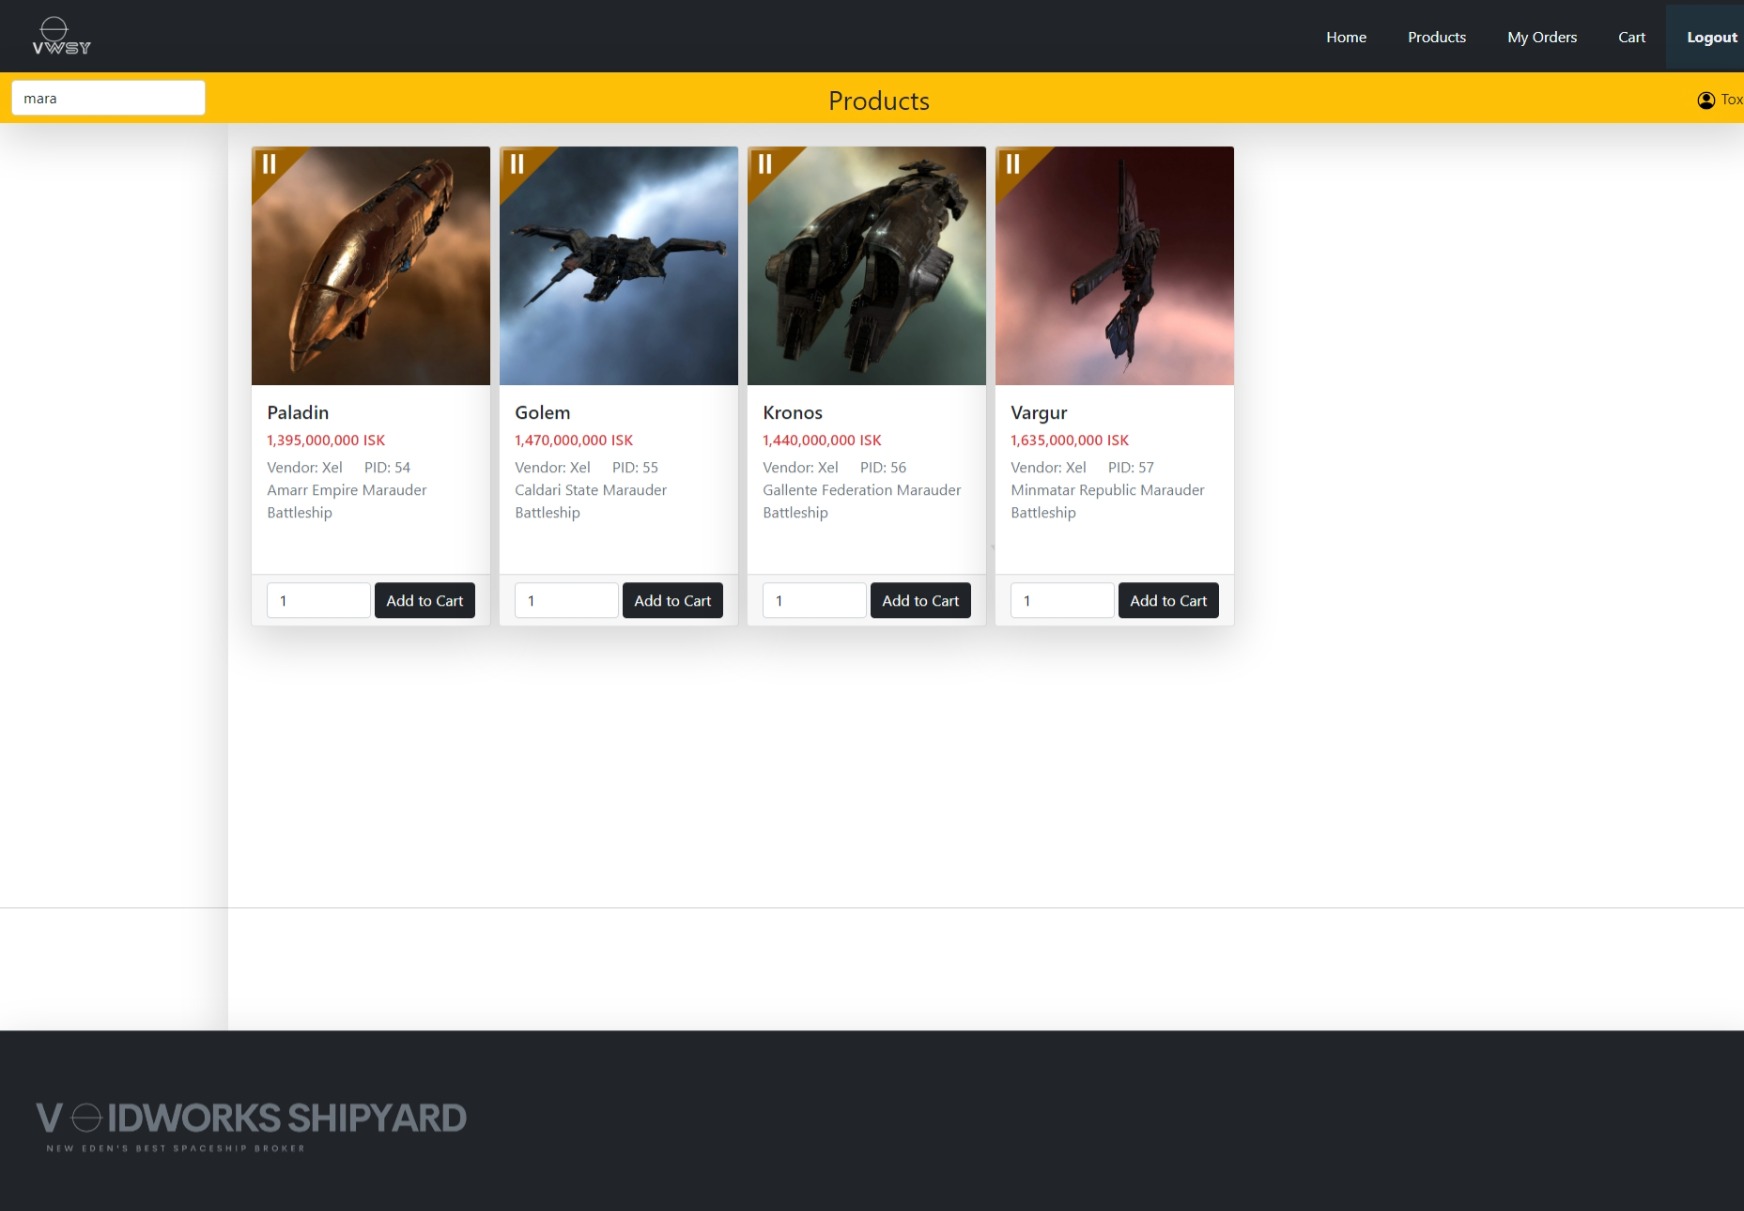 VWSY
Home Products My Orders Cart Logout
mara
Products
Tox
II
II
II
II
Paladin
1,395,000,000 ISK
Vendor: Xel PID: 54
Amarr Empire Marauder
Battleship
1 Add to Cart
Golem
1,470,000,000 ISK
Vendor: Xel PID: 55
Caldari State Marauder
Battleship
1 Add to Cart
Kronos
1,440,000,000 ISK
Vendor: Xel PID: 56
Gallente Federation Marauder
Battleship
1 Add to Cart
Vargur
1,635,000,000 ISK
Vendor: Xel PID: 57
Minmatar Republic Marauder
Battleship
1 Add to Cart
VOIDWORKS SHIPYARD
NEW EDEN'S BEST SPACESHIP BROKER